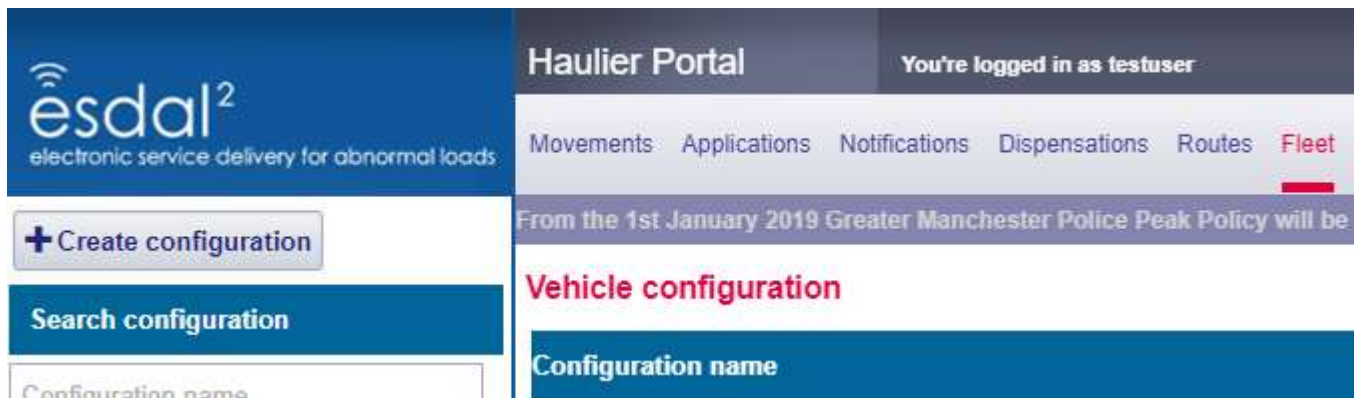 esdal2
electronic service delivery for abnormal loads
Haulier Portal
You're logged in as testuser
Movements Applications Notifications Dispensations Routes Fleet
From the 1st January 2019 Greater Manchester Police Peak Policy will be
+Create configuration
Search configuration
Configuration name
Vehicle configuration
Configuration name